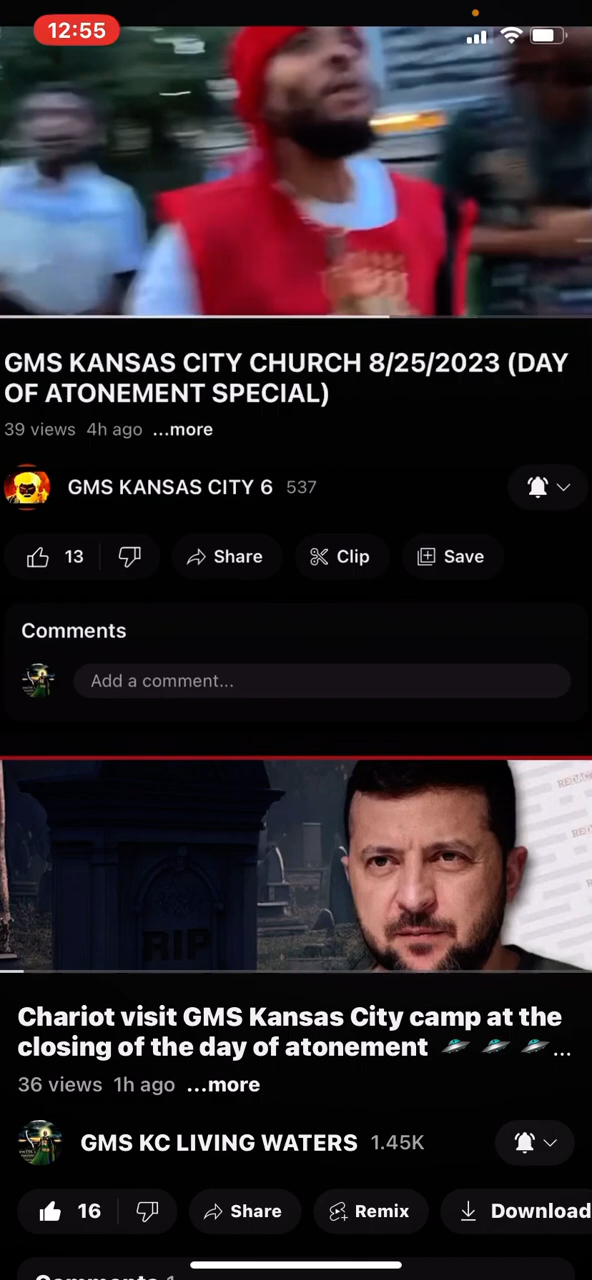 12:55
GMS KANSAS CITY CHURCH 8/25/2023 (DAY
OF ATONEMENT SPECIAL)
39 views 4h ago ...more
GMS KANSAS CITY 6 537
13 Share Clip Save
Comments
Add a comment...
RIP
Chariot visit GMS Kansas City camp at the
closing of the day of atonement 🛸 🛸 🛸...
36 views 1h ago ...more
GMS KC LIVING WATERS 1.45K
16 Share Remix Download
Comments 1